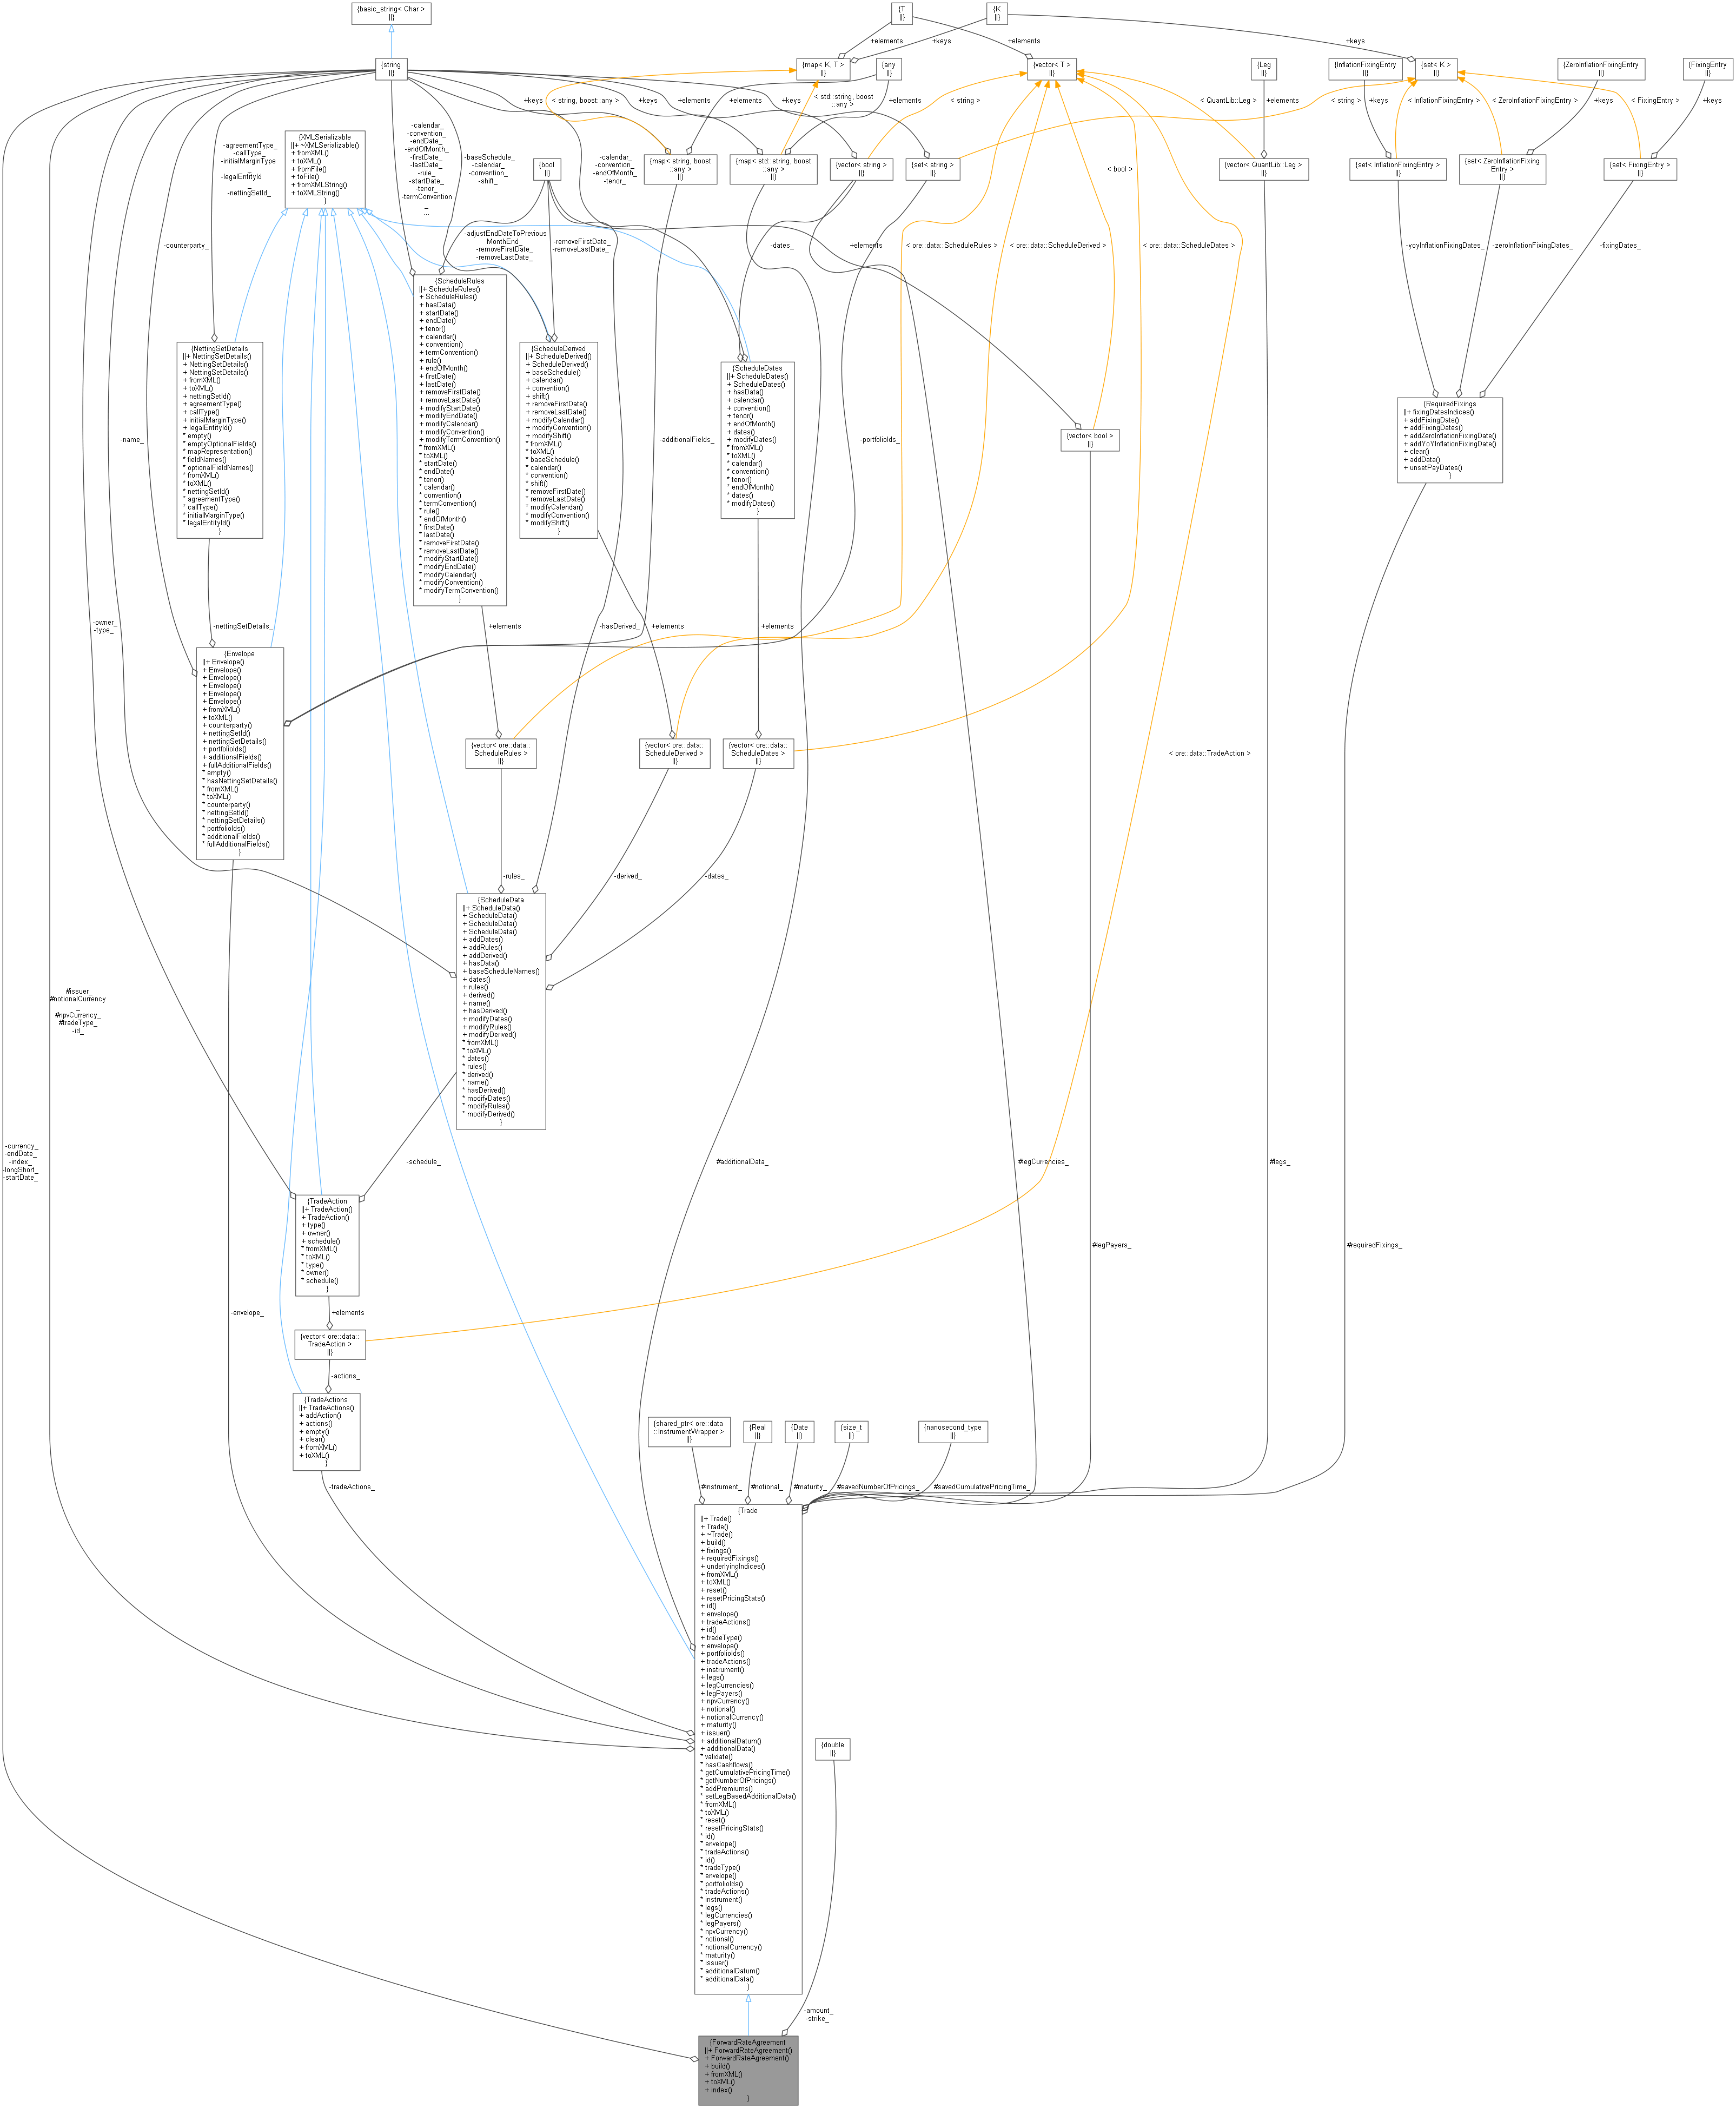 {basic_string< Char >
||}
{T
||}
{K
||}
+elements
+keys
+elements
+keys
{string
||}
{map< K, T >
||}
{any
||}
{vector< T >
||}
{set< K >
||}
{Leg
||}
{InflationFixingEntry
||}
{ZeroInflationFixingEntry
||}
{FixingEntry
||}
+keys
< string, boost::any >
+keys
+elements
+elements
+keys
< std::string, boost
::any >
+elements
< string >
< QuantLib::Leg >
+elements
< string >
+keys
< InflationFixingEntry >
< ZeroInflationFixingEntry >
+keys
< FixingEntry >
+keys
{XMLSerializable
||+ ~XMLSerializable()
+ fromXML()
+ toXML()
+ fromFile()
+ toFile()
+ fromXMLString()
+ toXMLString()
}
-agreementType_
-callType_
-initialMarginType
_
-legalEntityId
_
-nettingSetId_
-calendar_
-convention_
-endDate_
-endOfMonth_
-firstDate_
-lastDate_
-rule_
-startDate_
-tenor_
-termConvention
_
...
-baseSchedule_
-calendar_
-convention_
-shift_
{bool
||}
-calendar_
-convention_
-endOfMonth_
-tenor_
{map< string, boost
::any >
||}
{map< std::string, boost
::any >
||}
{vector< string >
||}
{set< string >
||}
< bool >
{vector< QuantLib::Leg >
||}
{set< InflationFixingEntry >
||}
{set< ZeroInflationFixing
Entry >
||}
{set< FixingEntry >
||}
-counterparty_
-adjustEndDateToPrevious
MonthEnd_
-removeFirstDate_
-removeLastDate_
-removeFirstDate_
-removeLastDate_
-dates_
+elements
< ore::data::ScheduleRules >
< ore::data::ScheduleDerived >
< ore::data::ScheduleDates >
-yoyInflationFixingDates_
-zeroInflationFixingDates_
-fixingDates_
{ScheduleRules
||+ ScheduleRules()
+ ScheduleRules()
+ hasData()
+ startDate()
+ endDate()
+ tenor()
+ calendar()
+ convention()
+ termConvention()
+ rule()
+ endOfMonth()
+ firstDate()
+ lastDate()
+ removeFirstDate()
+ removeLastDate()
+ modifyStartDate()
+ modifyEndDate()
+ modifyCalendar()
+ modifyConvention()
+ modifyTermConvention()
* fromXML()
* toXML()
* startDate()
* endDate()
* tenor()
* calendar()
* convention()
* termConvention()
* rule()
* endOfMonth()
* firstDate()
* lastDate()
* removeFirstDate()
* removeLastDate()
* modifyStartDate()
* modifyEndDate()
* modifyCalendar()
* modifyConvention()
* modifyTermConvention()
}
{NettingSetDetails
||+ NettingSetDetails()
+ NettingSetDetails()
+ NettingSetDetails()
+ fromXML()
+ toXML()
+ nettingSetId()
+ agreementType()
+ callType()
+ initialMarginType()
+ legalEntityId()
* empty()
* emptyOptionalFields()
* mapRepresentation()
* fieldNames()
* optionalFieldNames()
* fromXML()
* toXML()
* nettingSetId()
* agreementType()
* callType()
* initialMarginType()
* legalEntityId()
}
{ScheduleDerived
||+ ScheduleDerived()
+ ScheduleDerived()
+ baseSchedule()
+ calendar()
+ convention()
+ shift()
+ removeFirstDate()
+ removeLastDate()
+ modifyCalendar()
+ modifyConvention()
+ modifyShift()
* fromXML()
* toXML()
* baseSchedule()
* calendar()
* convention()
* shift()
* removeFirstDate()
* removeLastDate()
* modifyCalendar()
* modifyConvention()
* modifyShift()
}
{ScheduleDates
||+ ScheduleDates()
+ ScheduleDates()
+ hasData()
+ calendar()
+ convention()
+ tenor()
+ endOfMonth()
+ dates()
+ modifyDates()
* fromXML()
* toXML()
* calendar()
* convention()
* tenor()
* endOfMonth()
* dates()
* modifyDates()
}
{RequiredFixings
||+ fixingDatesIndices()
+ addFixingDate()
+ addFixingDates()
+ addZeroInflationFixingDate()
+ addYoYInflationFixingDate()
+ clear()
+ addData()
+ unsetPayDates()
}
-name_
-additionalFields_
-portfolioIds_
{vector< bool >
||}
-owner_
-type_
-nettingSetDetails_
+elements
-hasDerived_
+elements
+elements
{Envelope
||+ Envelope()
+ Envelope()
+ Envelope()
+ Envelope()
+ Envelope()
+ Envelope()
+ fromXML()
+ toXML()
+ counterparty()
+ nettingSetId()
+ nettingSetDetails()
+ portfolioIds()
+ additionalFields()
+ fullAdditionalFields()
* empty()
* hasNettingSetDetails()
* fromXML()
* toXML()
* counterparty()
* nettingSetId()
* nettingSetDetails()
* portfolioIds()
* additionalFields()
* fullAdditionalFields()
}
{vector< ore::data::
ScheduleRules >
||}
{vector< ore::data::
ScheduleDerived >
||}
{vector< ore::data::
ScheduleDates >
||}
< ore::data::TradeAction >
-rules_
-derived_
-dates_
{ScheduleData
||+ ScheduleData()
+ ScheduleData()
+ ScheduleData()
+ ScheduleData()
+ addDates()
+ addRules()
+ addDerived()
+ hasData()
+ baseScheduleNames()
+ dates()
+ rules()
+ derived()
+ name()
+ hasDerived()
+ modifyDates()
+ modifyRules()
+ modifyDerived()
* fromXML()
* toXML()
* dates()
* rules()
* derived()
* name()
* hasDerived()
* modifyDates()
* modifyRules()
* modifyDerived()
}
#issuer_
#notionalCurrency
_
#npvCurrency_
#tradeType_
-id_
-currency_
-endDate_
-index_
-longShort_
-startDate_
-schedule_
#additionalData_
#legCurrencies_
#legs_
{TradeAction
||+ TradeAction()
+ TradeAction()
+ type()
+ owner()
+ schedule()
* fromXML()
* toXML()
* type()
* owner()
* schedule()
}
#legPayers_
#requiredFixings_
-envelope_
+elements
{vector< ore::data::
TradeAction >
||}
-actions_
{TradeActions
||+ TradeActions()
+ addAction()
+ actions()
+ empty()
+ clear()
+ fromXML()
+ toXML()
}
{shared_ptr< ore::data
::InstrumentWrapper >
||}
{Real
||}
{Date
||}
{size_t
||}
{nanosecond_type
||}
-tradeActions_
#instrument_
#notional_
#maturity_
#savedNumberOfPricings_
#savedCumulativePricingTime_
{Trade
||+ Trade()
+ Trade()
+ ~Trade()
+ build()
+ fixings()
+ requiredFixings()
+ underlyingIndices()
+ fromXML()
+ toXML()
+ reset()
+ resetPricingStats()
+ id()
+ envelope()
+ tradeActions()
+ id()
+ tradeType()
+ envelope()
+ portfolioIds()
+ tradeActions()
+ instrument()
+ legs()
+ legCurrencies()
+ legPayers()
+ npvCurrency()
+ notional()
+ notionalCurrency()
+ maturity()
+ issuer()
+ additionalDatum()
+ additionalData()
* validate()
* hasCashflows()
* getCumulativePricingTime()
* getNumberOfPricings()
* addPremiums()
* setLegBasedAdditionalData()
* fromXML()
* toXML()
* reset()
* resetPricingStats()
* id()
* envelope()
* tradeActions()
* id()
* tradeType()
* envelope()
* portfolioIds()
* tradeActions()
* instrument()
* legs()
* legCurrencies()
* legPayers()
* npvCurrency()
* notional()
* notionalCurrency()
* maturity()
* issuer()
* additionalDatum()
* additionalData()
}
{double
||}
-amount_
-strike_
{ForwardRateAgreement
||+ ForwardRateAgreement()
+ ForwardRateAgreement()
+ build()
+ fromXML()
+ toXML()
+ index()
}